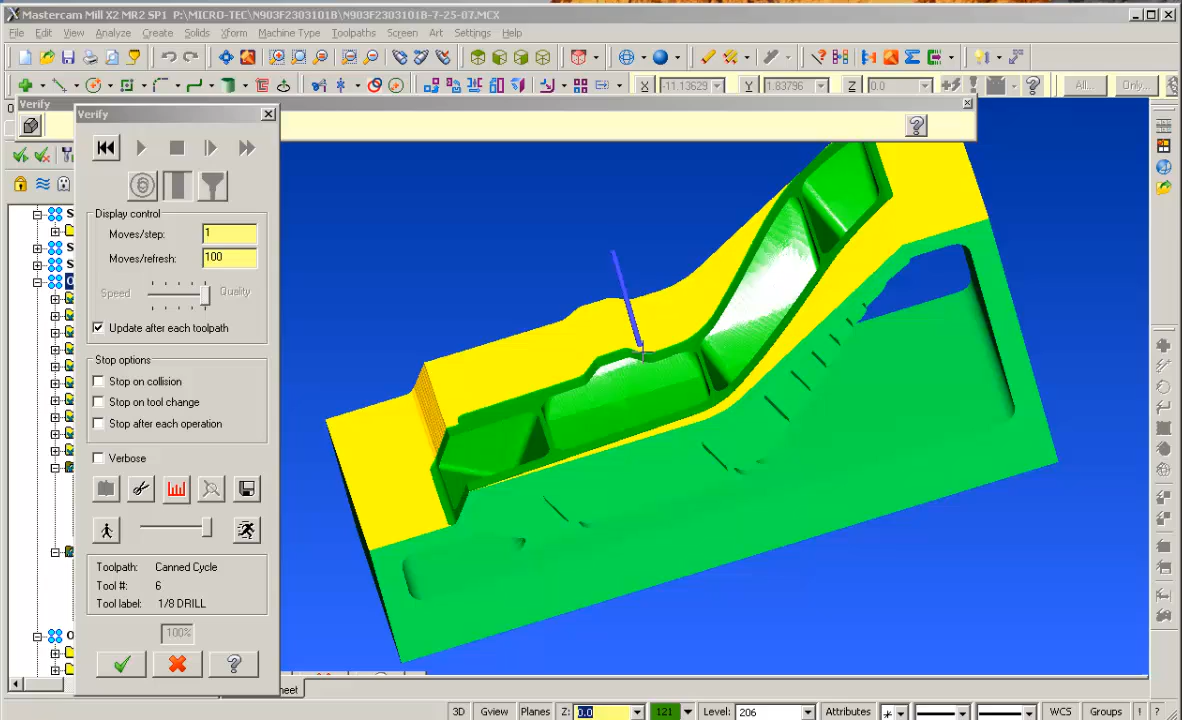 Mastercam Mill X2 MR2 SP1 P:\MICRO-TEC\N903F2303101B\N903F2303101B-7-25-07.MCX
File Edit View Analyze Create Solids Xform Machine Type Toolpaths Screen Art Settings Help
X -11.13629 Y 1.83796 Z 0.0 All... Only...
Verify
Verify
Display control
Moves/step: 1
Moves/refresh: 100
Speed Quality
Update after each toolpath
Stop options
Stop on collision
Stop on tool change
Stop after each operation
Verbose
Toolpath: Canned Cycle
Tool #: 6
Tool label: 1/8 DRILL
100%
heet
3D Gview Planes Z: 0.0 121 Level: 206 Attributes WCS Groups ! ?